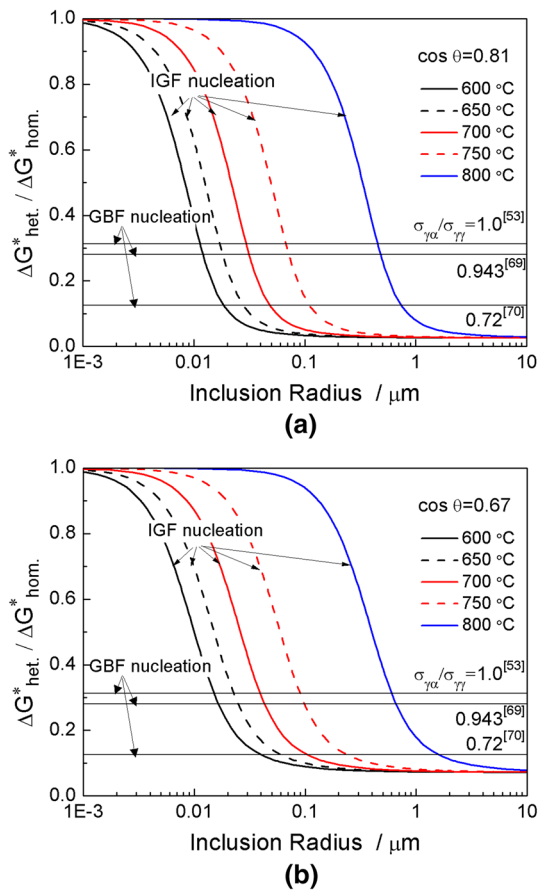 1.0
0.8
0.6
0.4
0.2
0.0
ΔG*het. / ΔG*hom.
IGF nucleation
GBF nucleation
cos θ=0.81
600 °C
650 °C
700 °C
750 °C
800 °C
σγα/σγγ=1.0[53]
0.943[69]
0.72[70]
1E-3 0.01 0.1 1 10
Inclusion Radius / μm
(a)
1.0
0.8
0.6
0.4
0.2
0.0
ΔG*het. / ΔG*hom.
IGF nucleation
GBF nucleation
cos θ=0.67
600 °C
650 °C
700 °C
750 °C
800 °C
σγα/σγγ=1.0[53]
0.943[69]
0.72[70]
1E-3 0.01 0.1 1 10
Inclusion Radius / μm
(b)